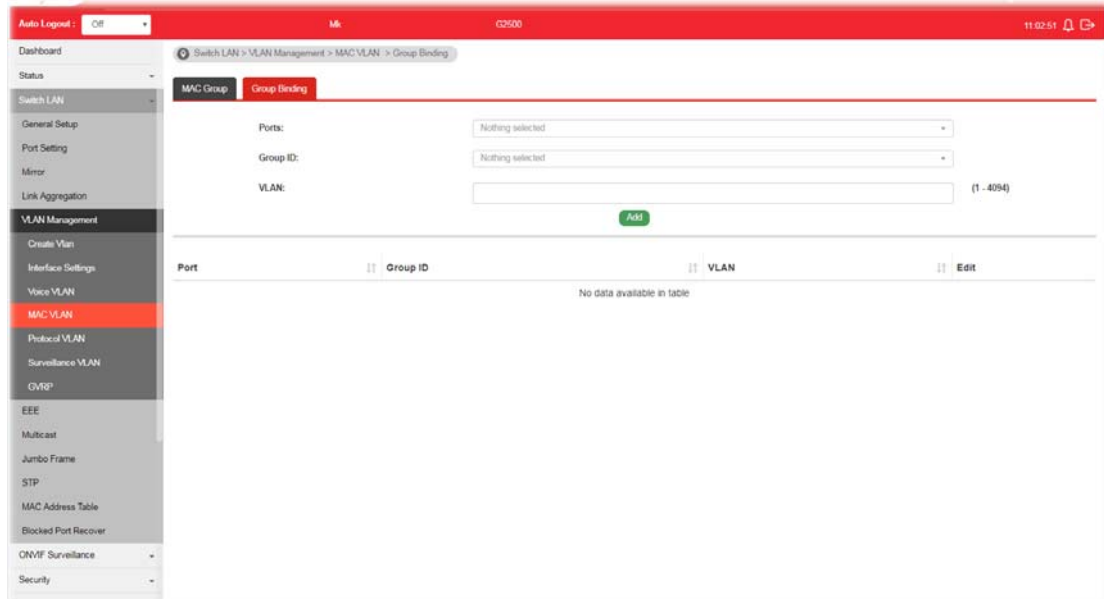 Auto Logout : Off Mk G2500 11:02:51
Dashboard
Switch LAN > VLAN Management > MAC VLAN > Group Binding
Status
MAC Group Group Binding
Switch LAN
General Setup
Ports: Nothing selected
Port Setting
Group ID: Nothing selected
Mirror
VLAN: (1 - 4094)
Link Aggregation
Add
VLAN Management
Create Vlan
Port Group ID VLAN Edit
Interface Settings
No data available in table
Voice VLAN
MAC VLAN
Protocol VLAN
Surveillance VLAN
GVRP
EEE
Multicast
Jumbo Frame
STP
MAC Address Table
Blocked Port Recover
ONVIF Surveillance
Security